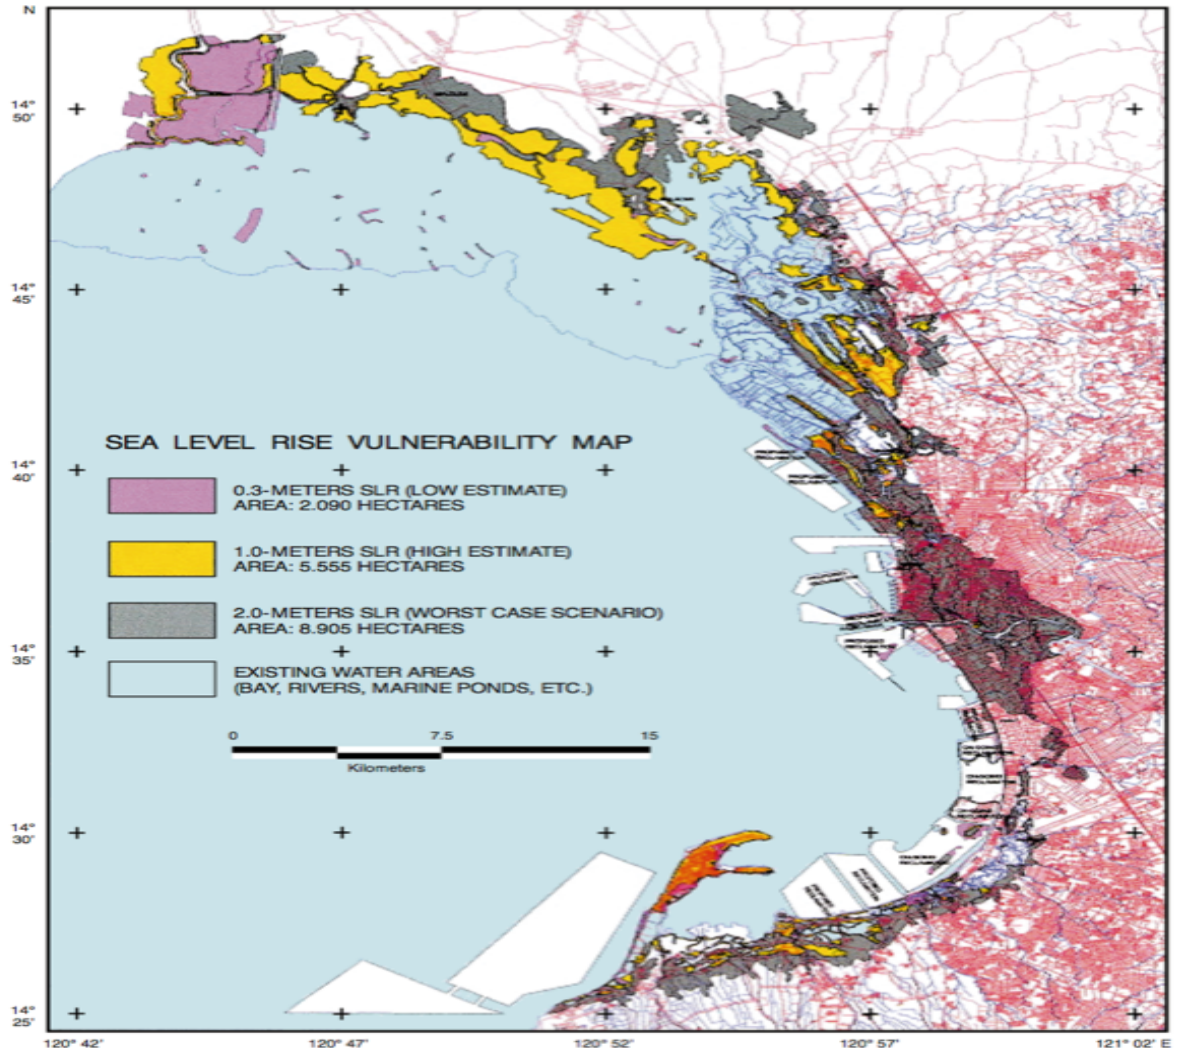 N
14°
50'
14°
45'
14°
40'
14°
35'
14°
30'
14°
25'
SEA LEVEL RISE VULNERABILITY MAP
0.3-METERS SLR (LOW ESTIMATE)
AREA: 2.090 HECTARES
1.0-METERS SLR (HIGH ESTIMATE)
AREA: 5.555 HECTARES
2.0-METERS SLR (WORST CASE SCENARIO)
AREA: 8.905 HECTARES
EXISTING WATER AREAS
(BAY, RIVERS, MARINE PONDS, ETC.)
0 7.5 15
Kilometers
120° 42' 120° 47' 120° 52' 120° 57' 121° 02' E